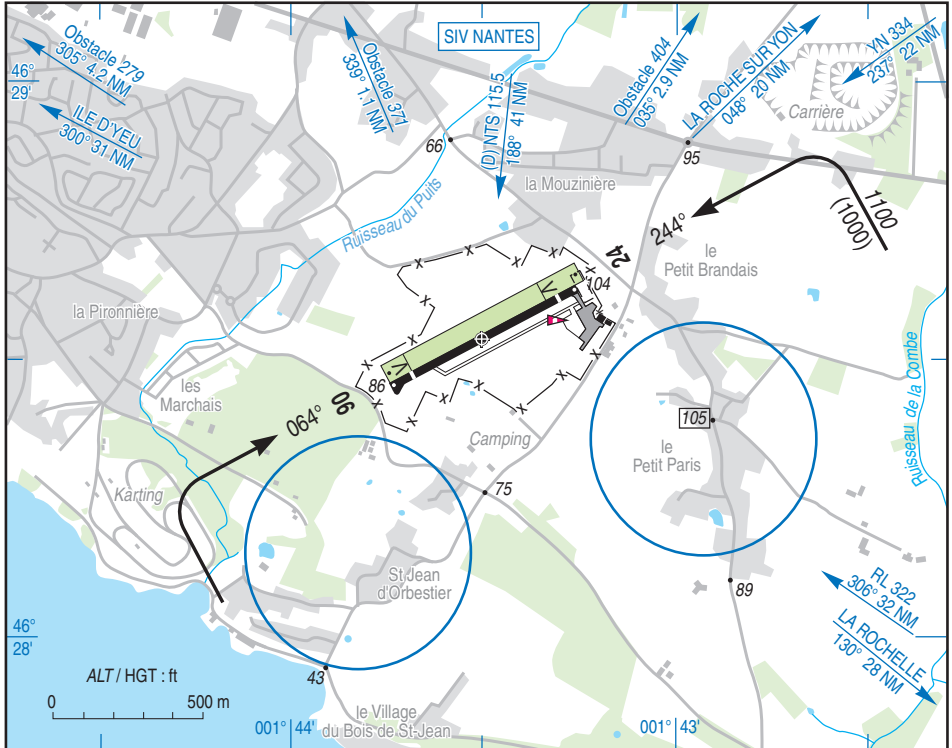 SIV NANTES
Obstacle 279
305° 4.2 NM
46°
29'
ILE D'YEU
300° 31 NM
Obstacle 371
339° 1.1 NM
(D) NTS 115.5
188° 41 NM
Obstacle 404
035° 2.9 NM
LA ROCHE SUR YON
048° 20 NM
YN 334
237° 22 NM
Carrière
66
95
la Mouzinière
Ruisseau du Puits
1100
(1000)
244°
24
le
Petit Brandais
104
la Pironnière
86
06
les
Marchais
064°
Ruisseau de la Combe
105
le
Petit Paris
Camping
Karting
75
St Jean
d'Orbestier
89
RL 322
306° 32 NM
LA ROCHELLE
130° 28 NM
46°
28'
43
ALT / HGT : ft
0 500 m
le Village
du Bois de St-Jean
001° 44'
001° 43'